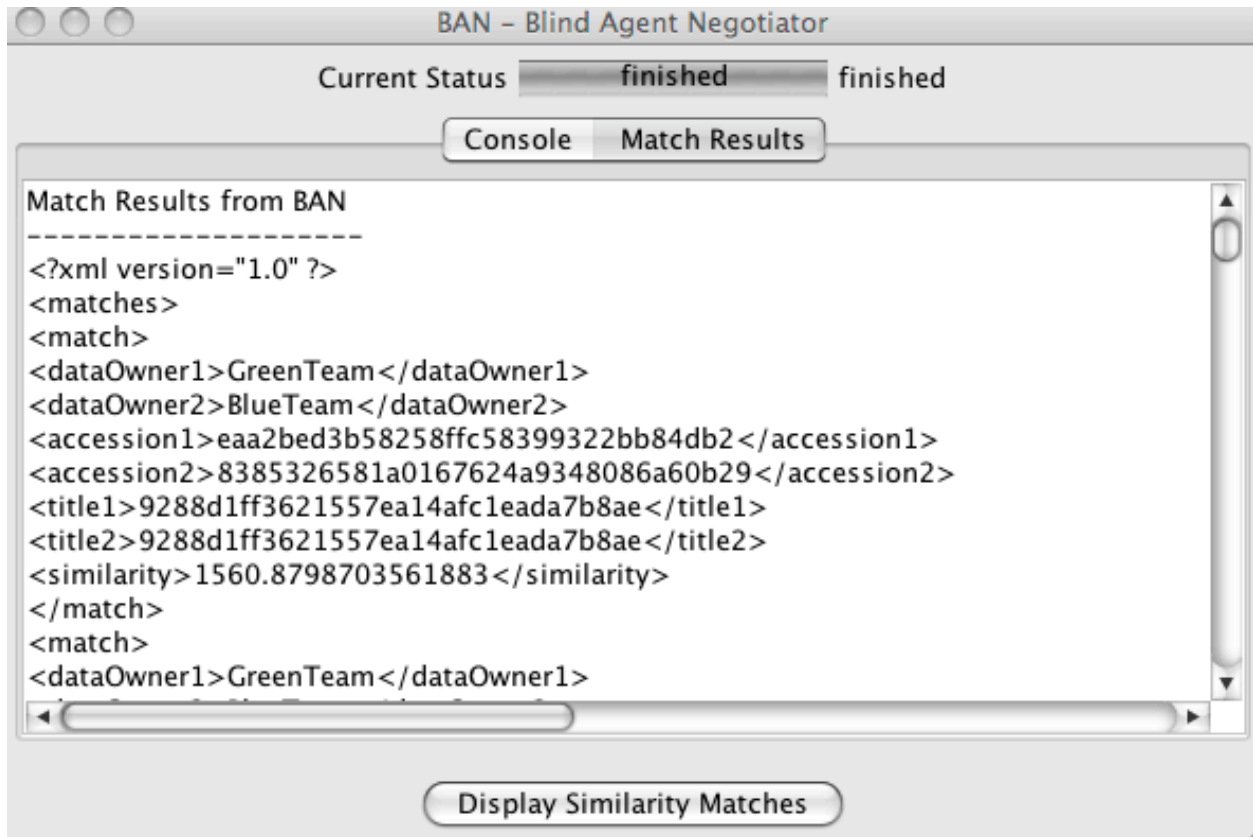 BAN – Blind Agent Negotiator
Current Status finished finished
Console Match Results
Match Results from BAN
---------------------
<?xml version="1.0" ?>
<matches>
<match>
<dataOwner1>GreenTeam</dataOwner1>
<dataOwner2>BlueTeam</dataOwner2>
<accession1>eaa2bed3b58258ffc58399322bb84db2</accession1>
<accession2>8385326581a0167624a9348086a60b29</accession2>
<title1>9288d1ff3621557ea14afc1eada7b8ae</title1>
<title2>9288d1ff3621557ea14afc1eada7b8ae</title2>
<similarity>1560.8798703561883</similarity>
</match>
<match>
<dataOwner1>GreenTeam</dataOwner1>
Display Similarity Matches